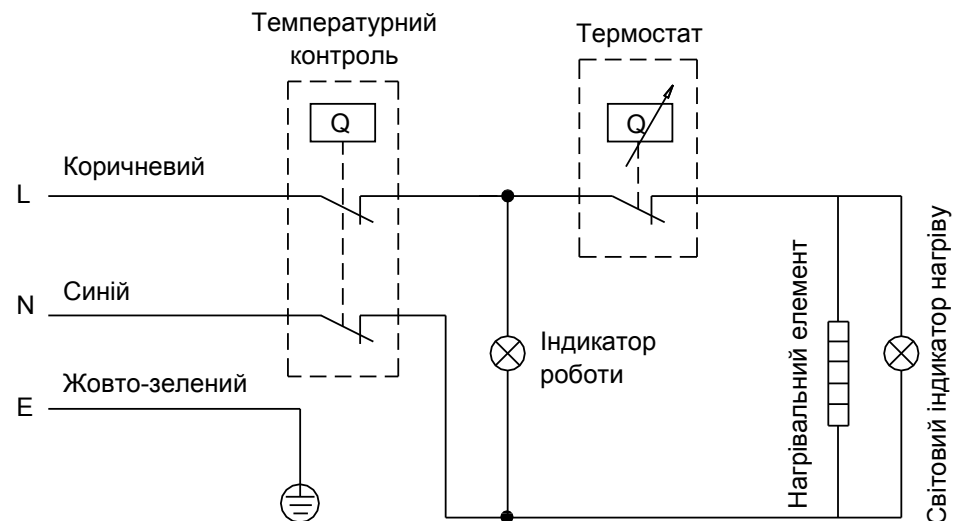 Температурний
контроль
Термостат
Q
Q
Коричневий
L
Синій
N
Жовто-зелений
E
Індикатор
роботи
Нагрівальний елемент
Світовий індикатор нагріву